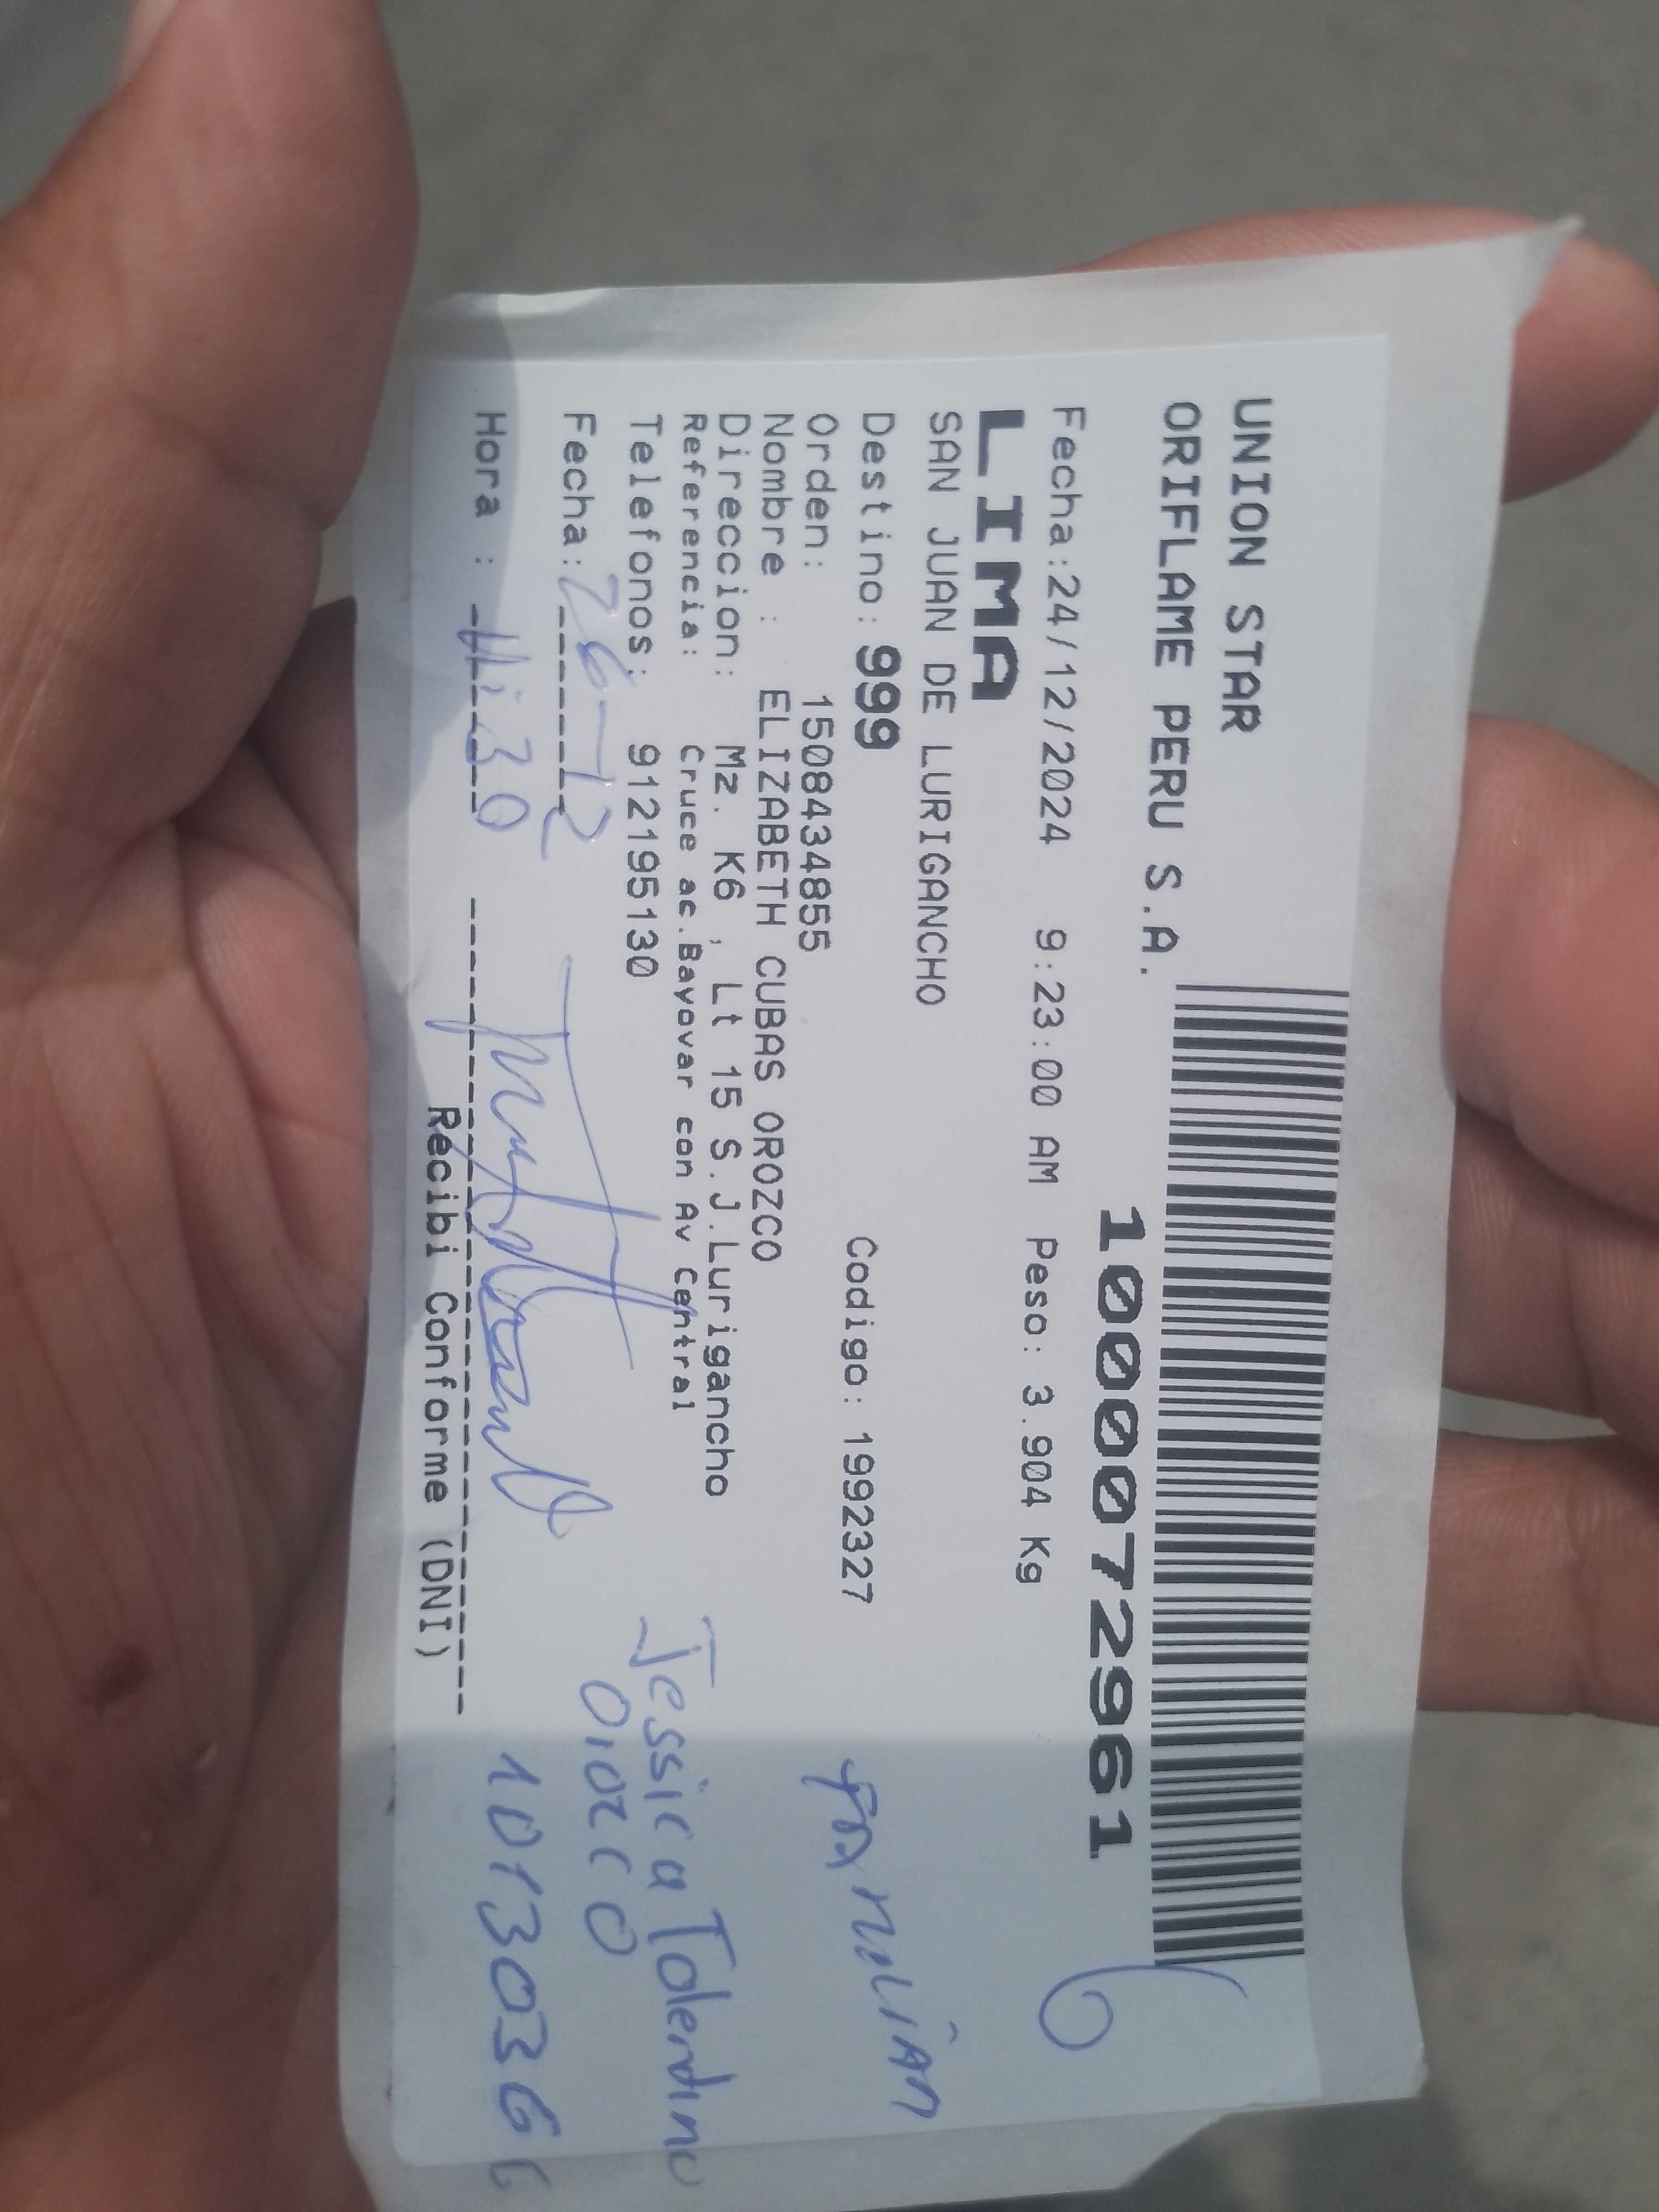 UNION STAR
ORIFLAME PERU S.A.
10000072961
Fecha:24/12/2024 9:23:00 AM Peso: 3.904 Kg
LIMA
SAN JUAN DE LURIGANCHO
Destino: 999 Codigo: 1992327
Orden: 1508434855
Nombre : ELIZABETH CUBAS OROZCO
Direccion: Mz. K6 , Lt 15 S.J.Lurigancho
Referencia: Cruce ac.Bayovar con Av Central
Telefonos: 912195130
Fecha: 26-12
Hora : 11:30
Recibi Conforme (DNI)
6
Jessica Tolentino
Orozco